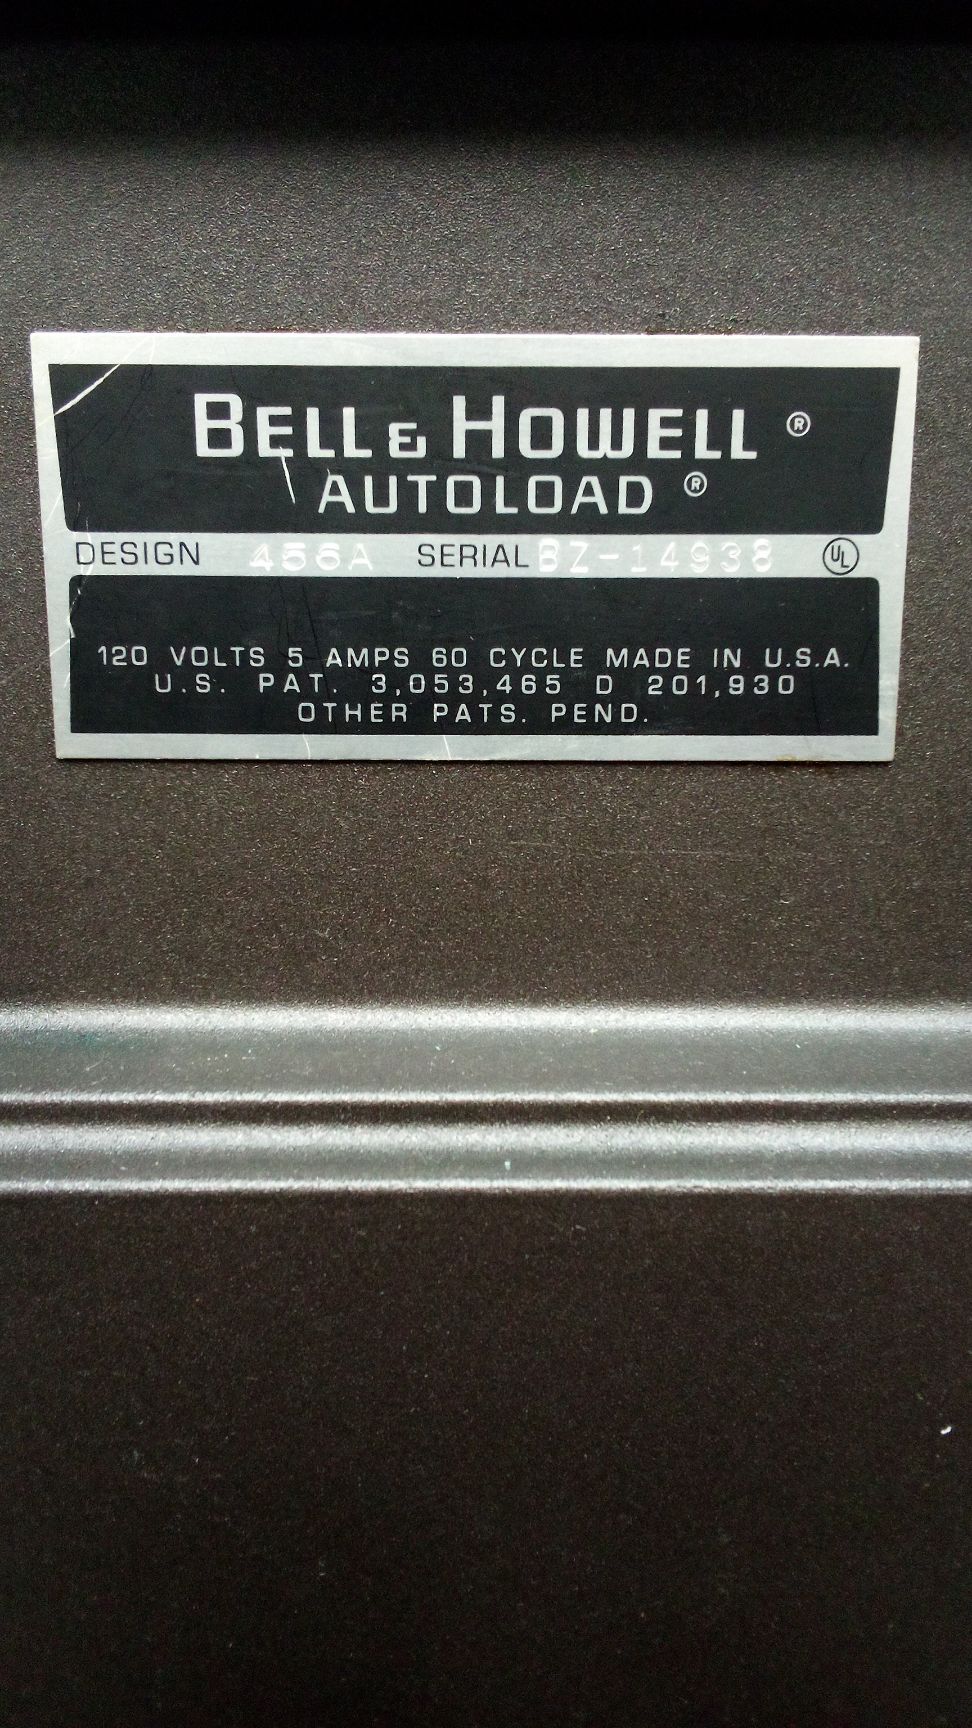 BELL & HOWELL ®
AUTOLOAD ®
DESIGN 456A SERIAL BZ-14938 UL
120 VOLTS 5 AMPS 60 CYCLE MADE IN U.S.A.
U.S. PAT. 3,053,465 D 201,930
OTHER PATS. PEND.